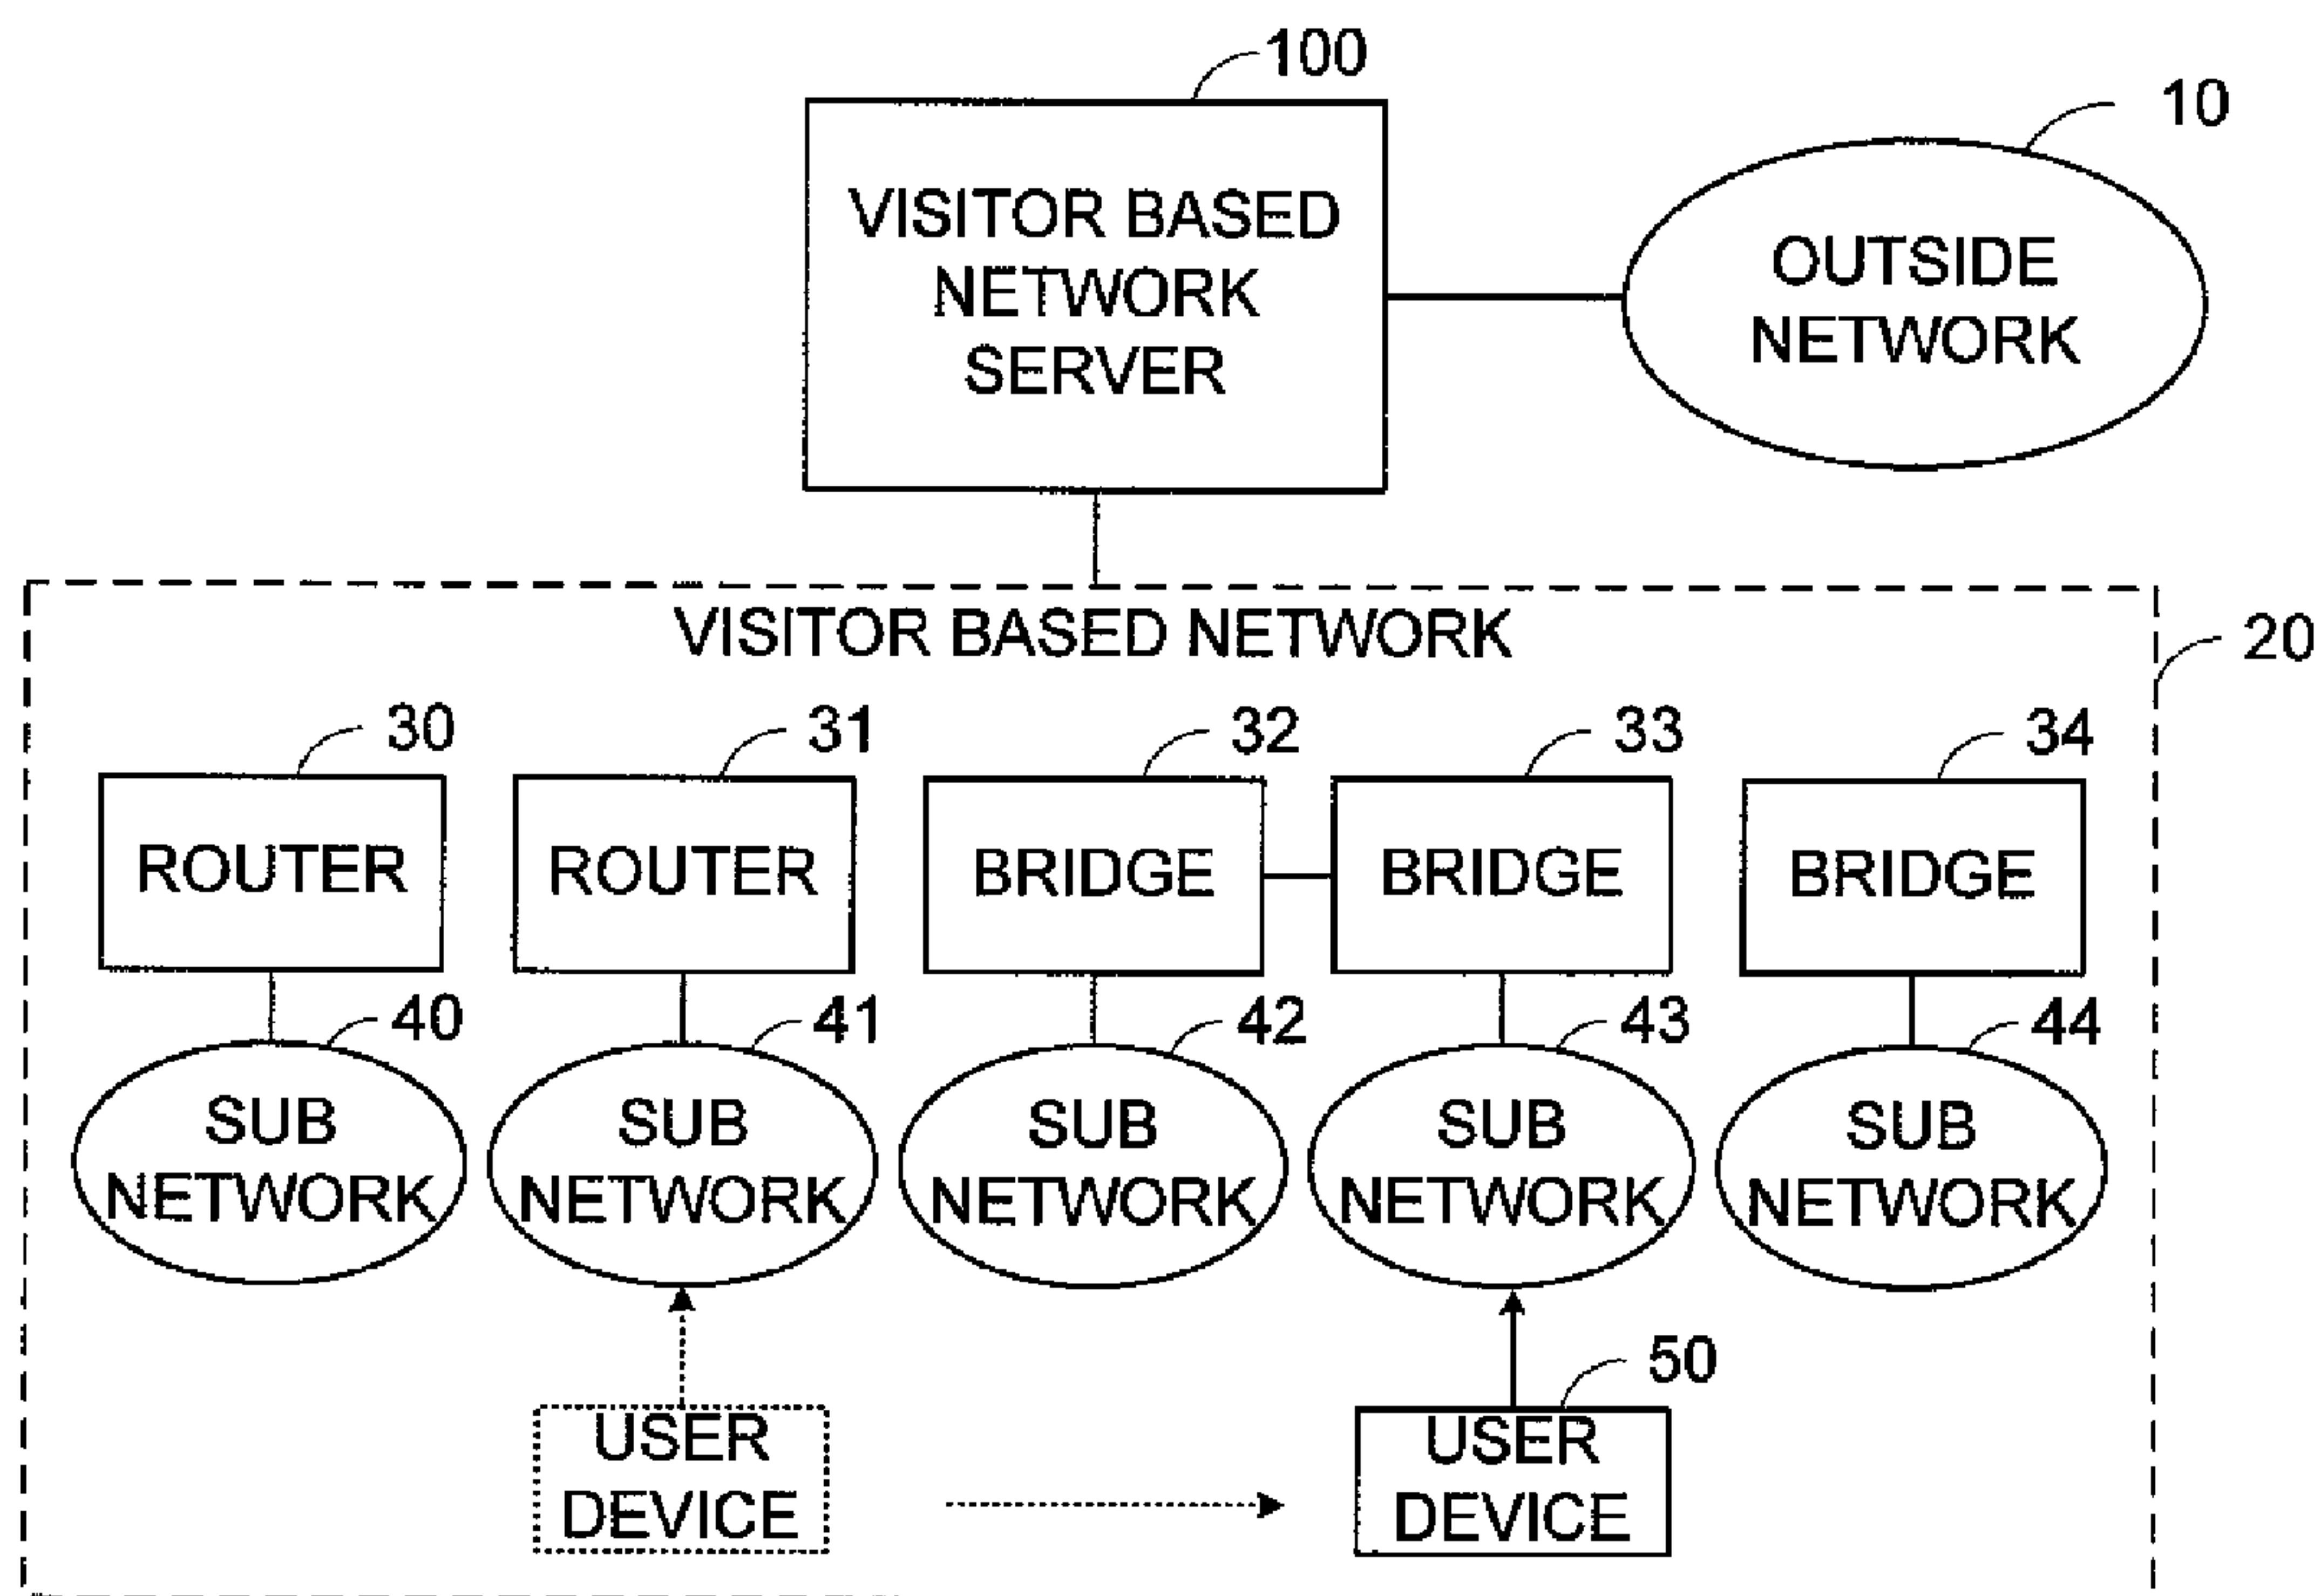 100
10
VISITOR BASED
NETWORK
SERVER
OUTSIDE
NETWORK
VISITOR BASED NETWORK
20
30
31
32
33
34
ROUTER
ROUTER
BRIDGE
BRIDGE
BRIDGE
40
41
42
43
44
SUB
NETWORK
SUB
NETWORK
SUB
NETWORK
SUB
NETWORK
SUB
NETWORK
50
USER
DEVICE
USER
DEVICE